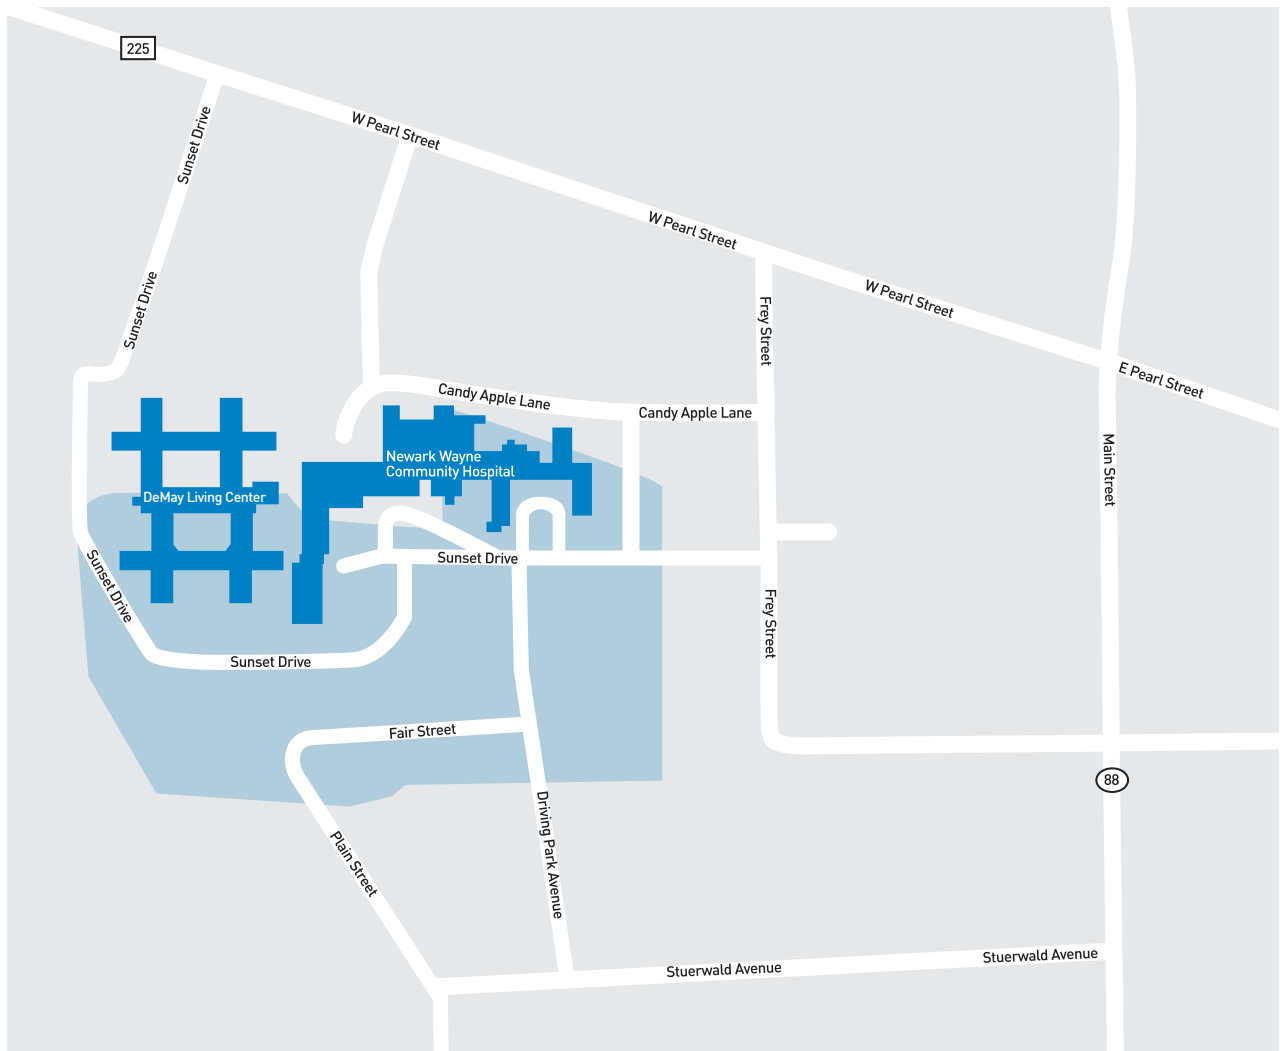 225
Sunset Drive
W Pearl Street
W Pearl Street
Sunset Drive
W Pearl Street
Frey Street
E Pearl Street
Candy Apple Lane
Candy Apple Lane
Main Street
Newark Wayne
Community Hospital
DeMay Living Center
Sunset Drive
Sunset Drive
Frey Street
Sunset Drive
Fair Street
88
Driving Park Avenue
Plain Street
Stuerwald Avenue
Stuerwald Avenue